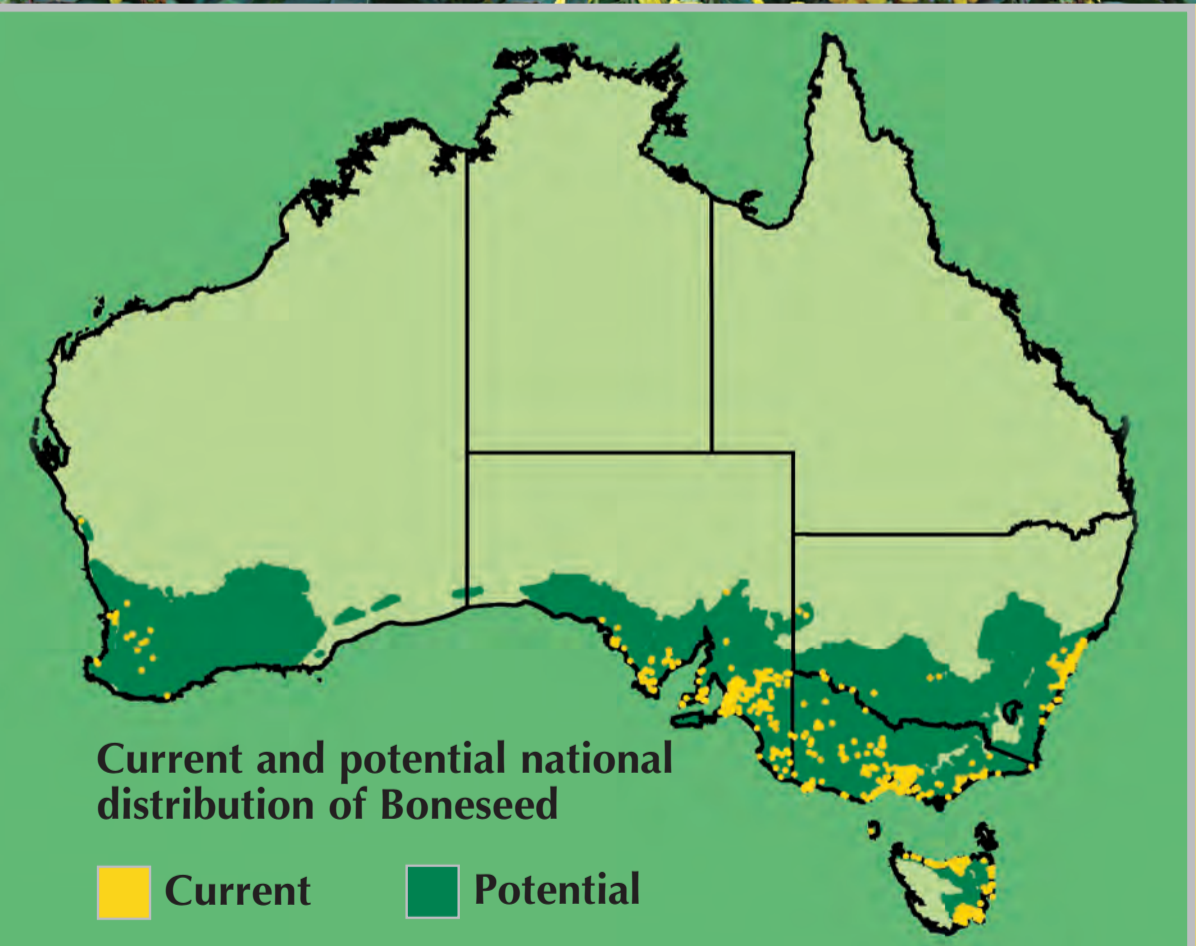 Current and potential national
distribution of Boneseed
Current
Potential